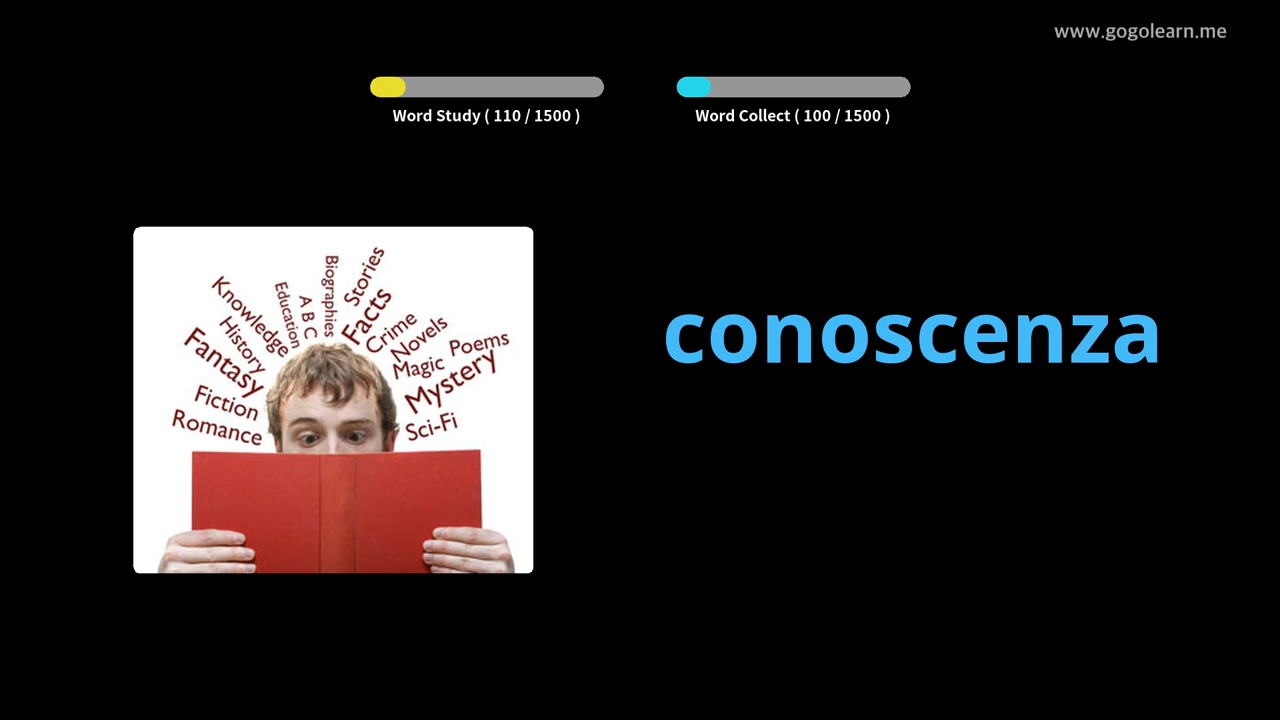 www.gogolearn.me
Word Study ( 110 / 1500 )
Word Collect ( 100 / 1500 )
Knowledge
History
Fantasy
Fiction
Romance
Education
A B C
Biographies
Stories
Facts
Crime
Novels
Magic
Poems
Mystery
Sci-Fi
conoscenza